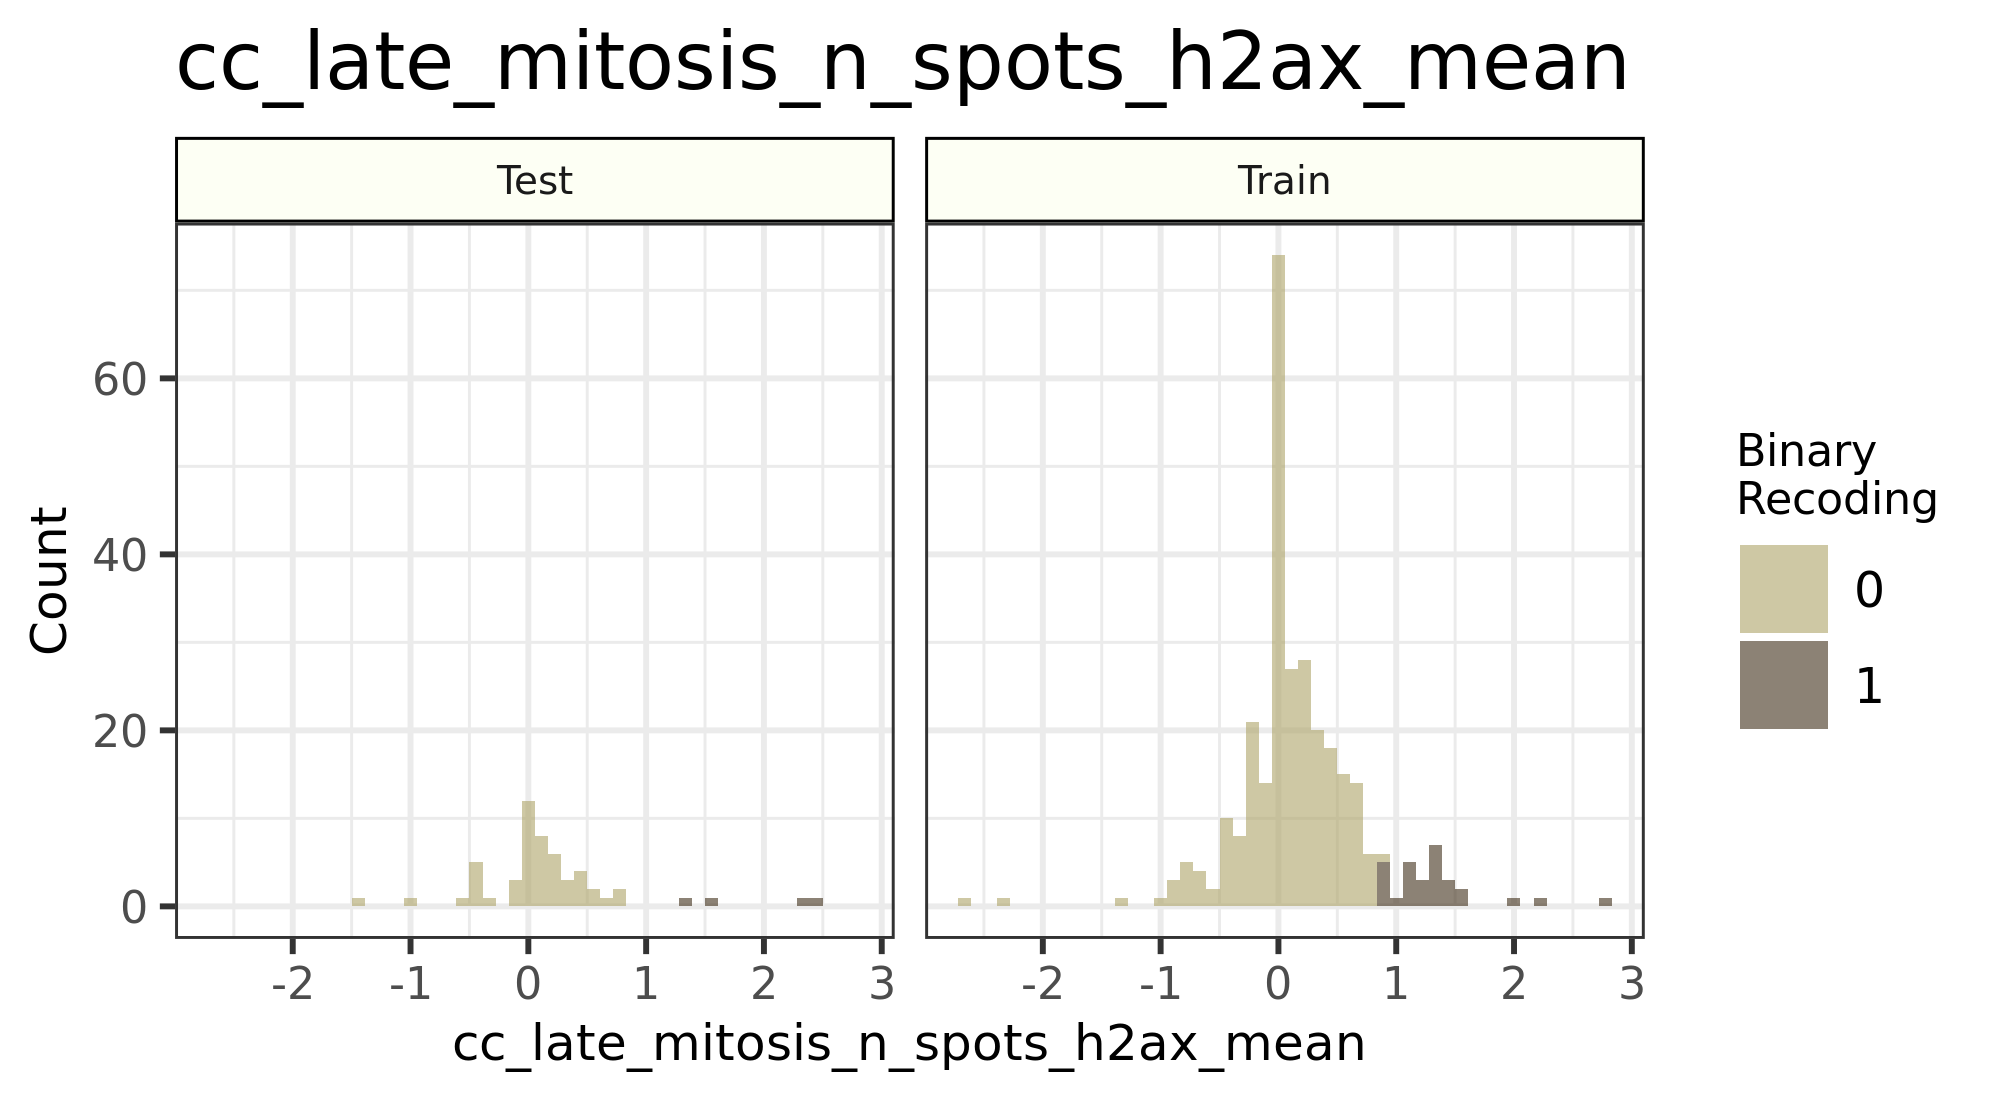 cc_late_mitosis_n_spots_h2ax_mean
Test
Train
Count
60
40
20
0
-2 -1 0 1 2 3
-2 -1 0 1 2 3
cc_late_mitosis_n_spots_h2ax_mean
Binary
Recoding
0
1